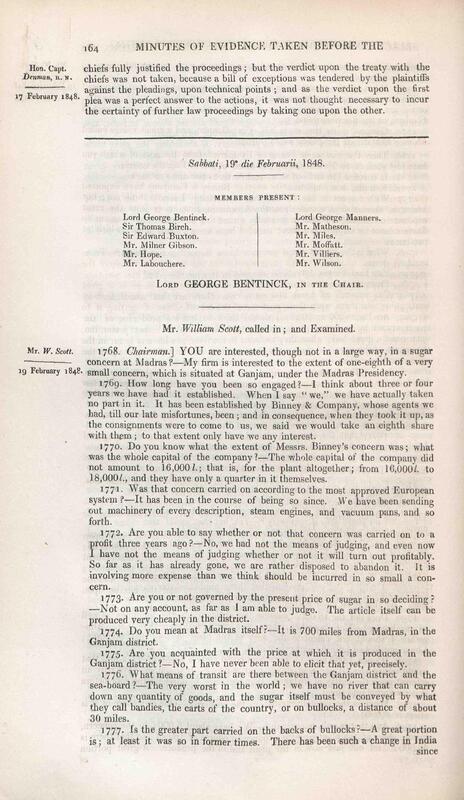 164 MINUTES OF EVIDENCE TAKEN BEFORE THE
Hon. Capt.
Denman, R. N.
17 February 1848.
chiefs fully justified the proceedings; but the verdict upon the treaty with the
chiefs was not taken, because a bill of exceptions was tendered by the plaintiffs
against the pleadings, upon technical points; and as the verdict upon the first
plea was a perfect answer to the actions, it was not thought necessary to incur
the certainty of further law proceedings by taking one upon the other.
Sabbati, 19° die Februarii, 1848.
MEMBERS PRESENT:
Lord George Bentinck.
Sir Thomas Birch.
Sir Edward Buxton.
Mr. Milner Gibson.
Mr. Hope.
Mr. Labouchere.
Lord George Manners.
Mr. Matheson.
Mr. Miles.
Mr. Moffatt.
Mr. Villiers.
Mr. Wilson.
LORD GEORGE BENTINCK, IN THE CHAIR.
Mr. William Scott, called in; and Examined.
Mr. W. Scott.
19 February 1848.
1768. Chairman.] YOU are interested, though not in a large way, in a sugar
concern at Madras?—My firm is interested to the extent of one-eighth of a very
small concern, which is situated at Ganjam, under the Madras Presidency.
1769. How long have you been so engaged?—I think about three or four
years we have had it established. When I say "we," we have actually taken
no part in it. It has been established by Binney & Company, whose agents we
had, till our late misfortunes, been; and in consequence, when they took it up, as
the consignments were to come to us, we said we would take an eighth share
with them; to that extent only have we any interest.
1770. Do you know what the extent of Messrs. Binney's concern was; what
was the whole capital of the company?—The whole capital of the company did
not amount to 16,000 l.; that is, for the plant altogether; from 16,000 l. to
18,000 l., and they have only a quarter in it themselves.
1771. Was that concern carried on according to the most approved European
system?—It has been in the course of being so since. We have been sending
out machinery of every description, steam engines, and vacuum pans, and so
forth.
1772. Are you able to say whether or not that concern was carried on to a
profit three years ago?—No, we had not the means of judging, and even now
I have not the means of judging whether or not it will turn out profitably.
So far as it has already gone, we are rather disposed to abandon it. It is
involving more expense than we think should be incurred in so small a con-
cern.
1773. Are you or not governed by the present price of sugar in so deciding?
—Not on any account, as far as I am able to judge. The article itself can be
produced very cheaply in the district.
1774. Do you mean at Madras itself?—It is 700 miles from Madras, in the
Ganjam district.
1775. Are you acquainted with the price at which it is produced in the
Ganjam district?—No, I have never been able to elicit that yet, precisely.
1776. What means of transit are there between the Ganjam district and the
sea-board?—The very worst in the world; we have no river that can carry
down any quantity of goods, and the sugar itself must be conveyed by what
they call bandies, the carts of the country, or on bullocks, a distance of about
30 miles.
1777. Is the greater part carried on the backs of bullocks?—A great portion
is; at least it was so in former times. There has been such a change in India
since